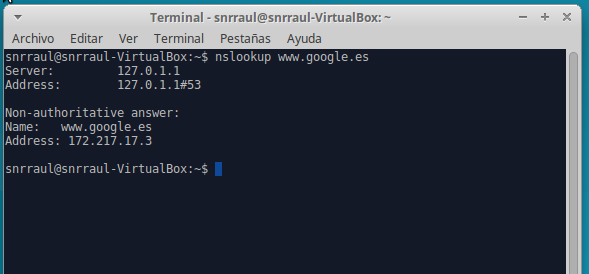 Terminal - snrraul@snrraul-VirtualBox: ~
Archivo Editar Ver Terminal Pestañas Ayuda
snrraul@snrraul-VirtualBox:~$ nslookup www.google.es
Server: 127.0.1.1
Address: 127.0.1.1#53
Non-authoritative answer:
Name: www.google.es
Address: 172.217.17.3
snrraul@snrraul-VirtualBox:~$